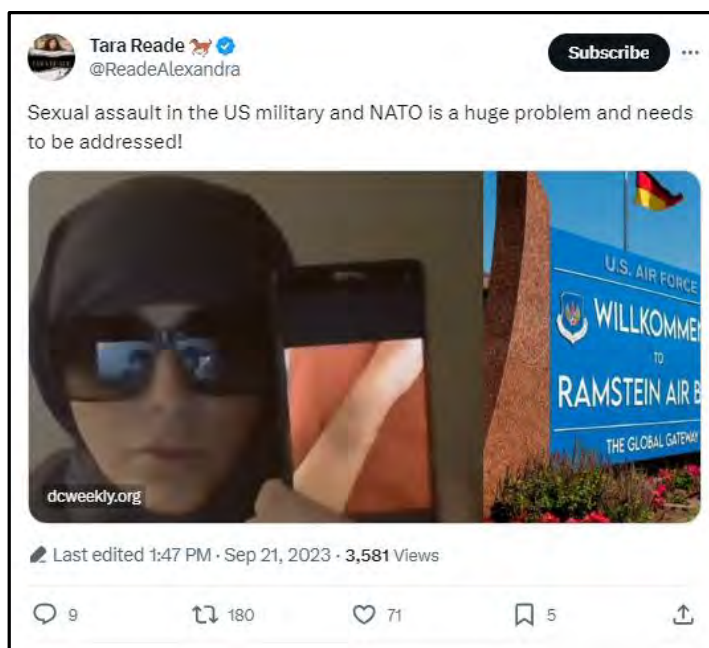 Tara Reade
@ReadeAlexandra
Subscribe
Sexual assault in the US military and NATO is a huge problem and needs
to be addressed!
U.S. AIR FORCE
WILLKOMME
TO
RAMSTEIN AIR B
THE GLOBAL GATEWAY
dcweekly.org
Last edited 1:47 PM · Sep 21, 2023 · 3,581 Views
9 180 71 5